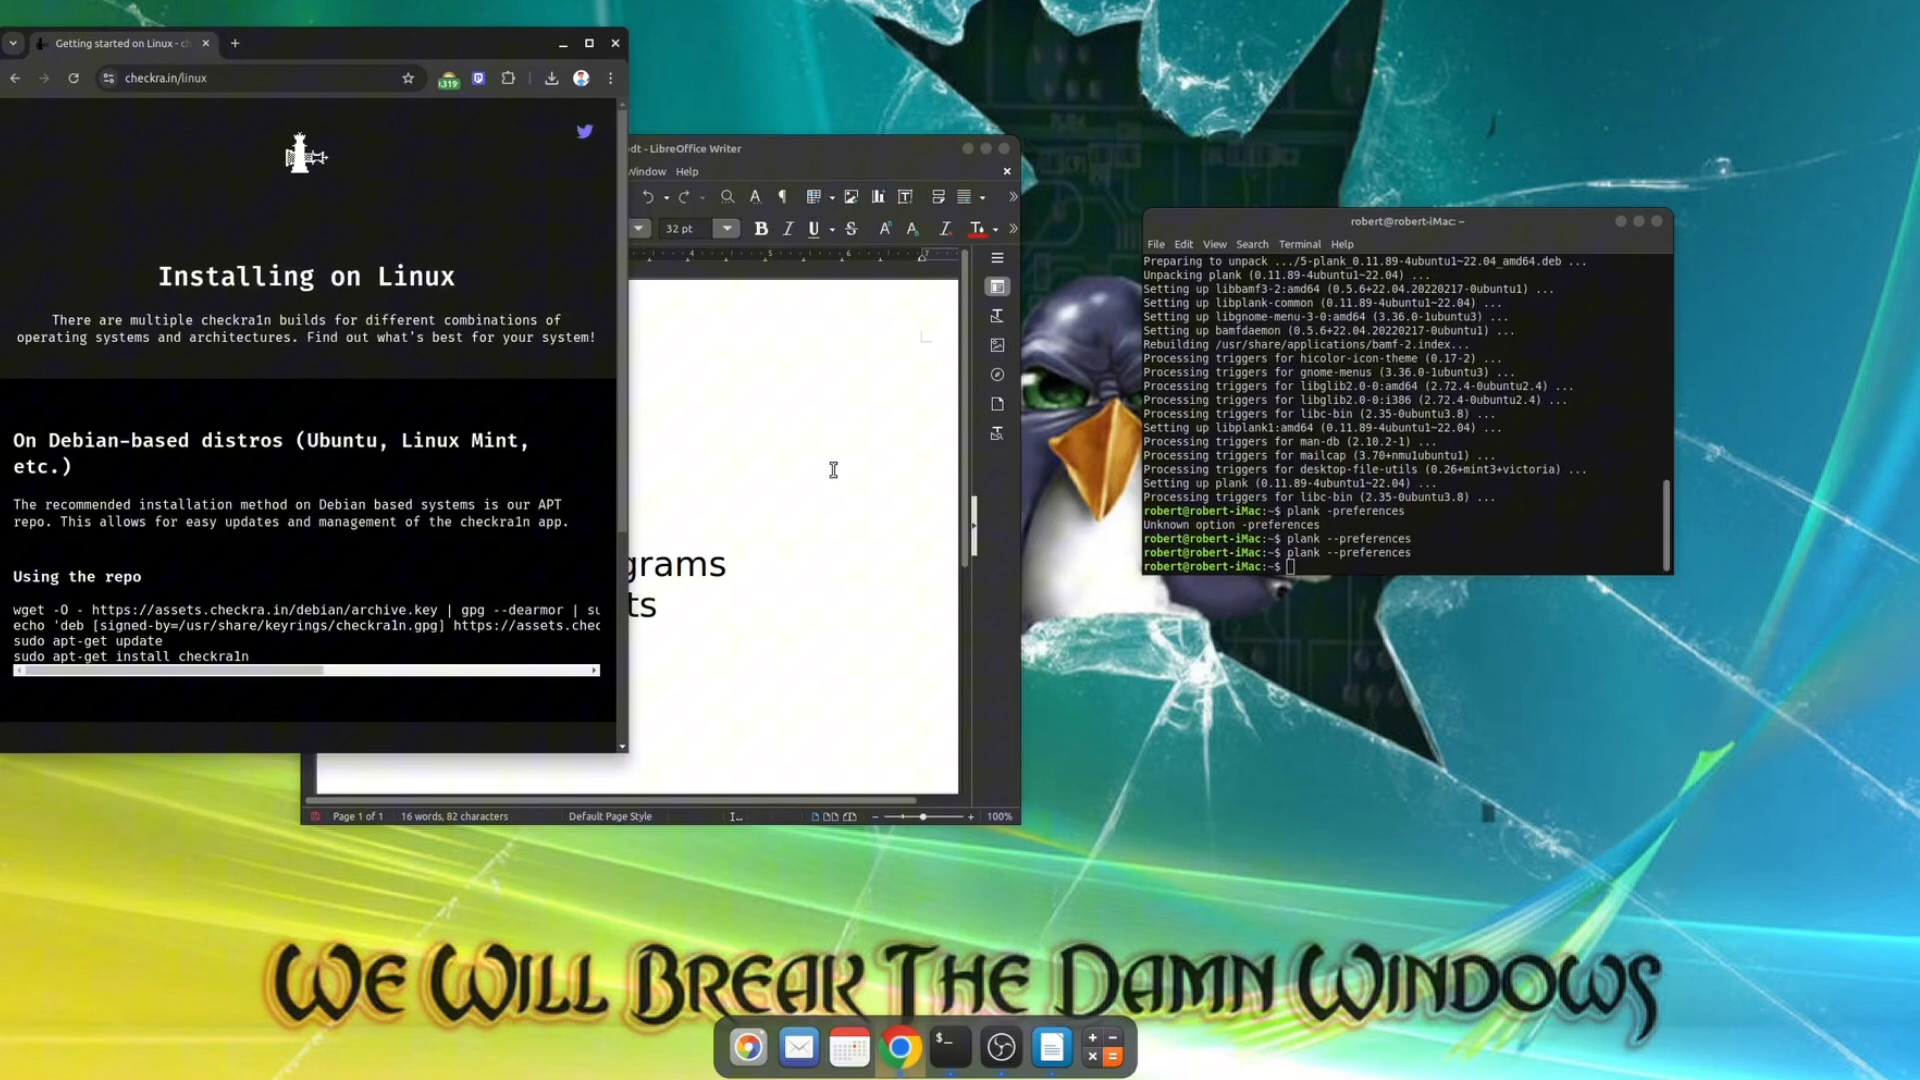 Getting started on Linux - ch
checkra.in/linux
1.319
Installing on Linux
There are multiple checkra1n builds for different combinations of
operating systems and architectures. Find out what's best for your system!
On Debian-based distros (Ubuntu, Linux Mint,
etc.)
The recommended installation method on Debian based systems is our APT
repo. This allows for easy updates and management of the checkra1n app.
Using the repo
wget -O - https://assets.checkra.in/debian/archive.key | gpg --dearmor | su
echo 'deb [signed-by=/usr/share/keyrings/checkra1n.gpg] https://assets.chec
sudo apt-get update
sudo apt-get install checkra1n
dt - LibreOffice Writer
Window Help
32 pt
4 5 6 7
grams
ts
Page 1 of 1 16 words, 82 characters Default Page Style 100%
robert@robert-iMac: ~
File Edit View Search Terminal Help
Preparing to unpack .../5-plank_0.11.89-4ubuntu1~22.04_amd64.deb ...
Unpacking plank (0.11.89-4ubuntu1~22.04) ...
Setting up libbamf3-2:amd64 (0.5.6+22.04.20220217-0ubuntu1) ...
Setting up libplank-common (0.11.89-4ubuntu1~22.04) ...
Setting up libgnome-menu-3-0:amd64 (3.36.0-1ubuntu3) ...
Setting up bamfdaemon (0.5.6+22.04.20220217-0ubuntu1) ...
Rebuilding /usr/share/applications/bamf-2.index...
Processing triggers for hicolor-icon-theme (0.17-2) ...
Processing triggers for gnome-menus (3.36.0-1ubuntu3) ...
Processing triggers for libglib2.0-0:amd64 (2.72.4-0ubuntu2.4) ...
Processing triggers for libglib2.0-0:i386 (2.72.4-0ubuntu2.4) ...
Processing triggers for libc-bin (2.35-0ubuntu3.8) ...
Setting up libplank1:amd64 (0.11.89-4ubuntu1~22.04) ...
Processing triggers for man-db (2.10.2-1) ...
Processing triggers for mailcap (3.70+nmu1ubuntu1) ...
Processing triggers for desktop-file-utils (0.26+mint3+victoria) ...
Setting up plank (0.11.89-4ubuntu1~22.04) ...
Processing triggers for libc-bin (2.35-0ubuntu3.8) ...
robert@robert-iMac:~$ plank -preferences
Unknown option -preferences
robert@robert-iMac:~$ plank --preferences
robert@robert-iMac:~$ plank --preferences
robert@robert-iMac:~$
We Will Break The Damn Windows